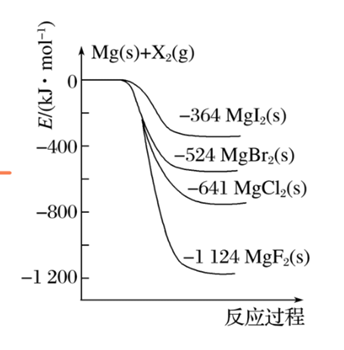 E/(kJ·mol⁻¹)
Mg(s)+X₂(g)
0
−364 MgI₂(s)
−400
−524 MgBr₂(s)
−641 MgCl₂(s)
−800
−1 124 MgF₂(s)
−1 200
反应过程